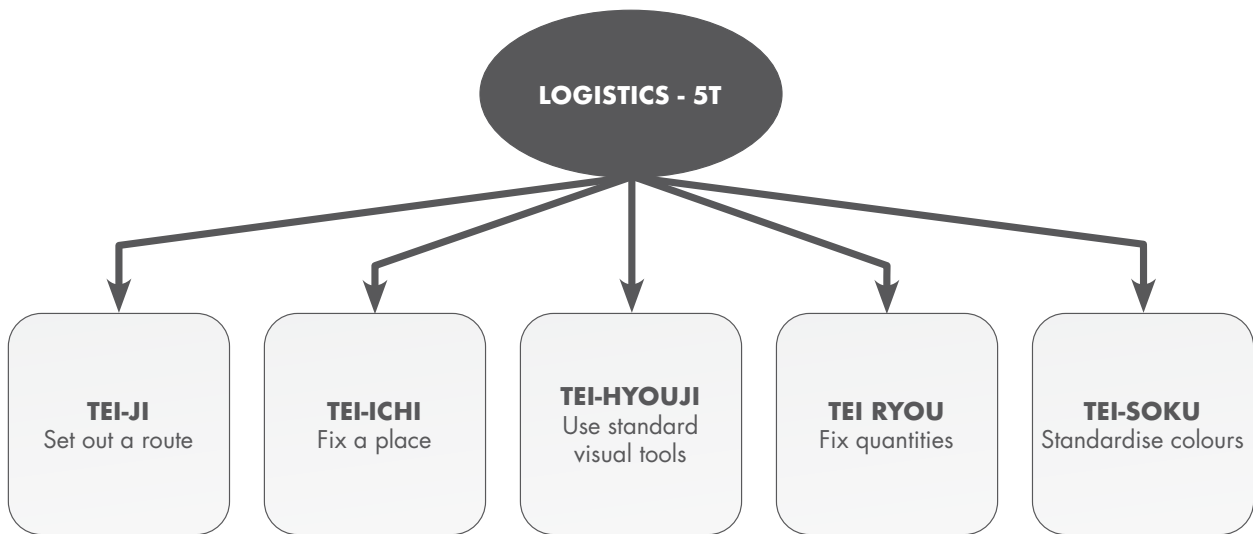 LOGISTICS - 5T
TEI-JI
Set out a route
TEI-ICHI
Fix a place
TEI-HYOUJI
Use standard
visual tools
TEI RYOU
Fix quantities
TEI-SOKU
Standardise colours